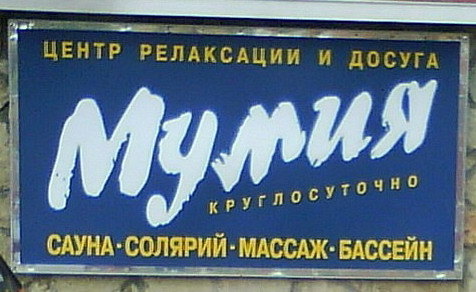 ЦЕНТР РЕЛАКСАЦИИ И ДОСУГА
Мумия
КРУГЛОСУТОЧНО
САУНА·СОЛЯРИЙ·МАССАЖ·БАССЕЙН